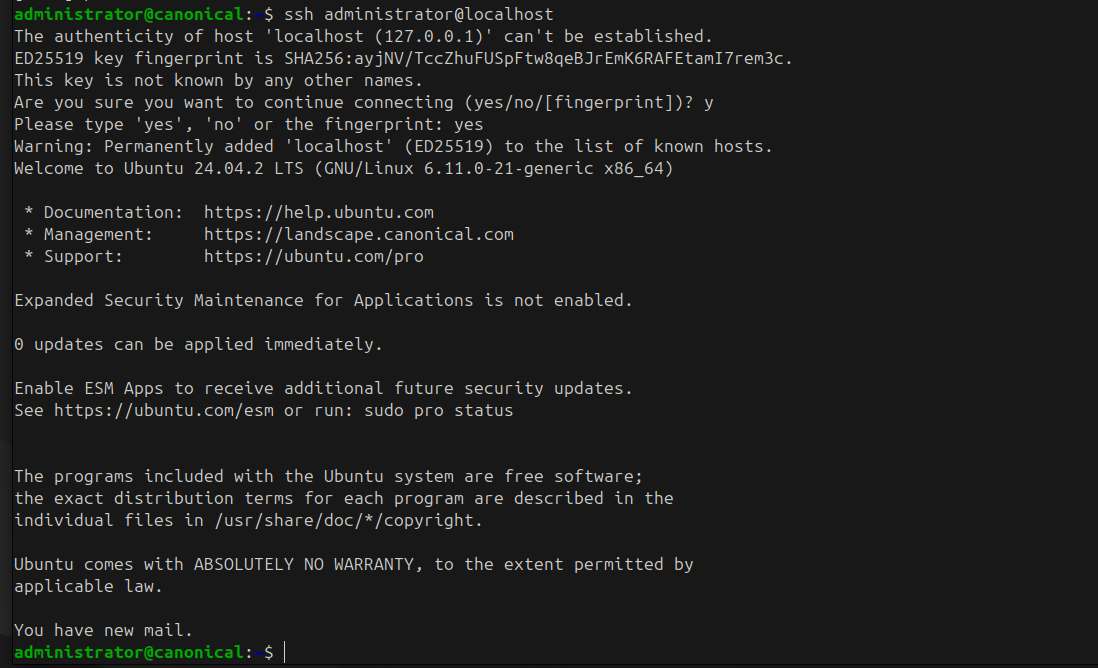 administrator@canonical:~$ ssh administrator@localhost
The authenticity of host 'localhost (127.0.0.1)' can't be established.
ED25519 key fingerprint is SHA256:ayjNV/TccZhuFUSpFtw8qeBJrEmK6RAFEtamI7rem3c.
This key is not known by any other names.
Are you sure you want to continue connecting (yes/no/[fingerprint])? y
Please type 'yes', 'no' or the fingerprint: yes
Warning: Permanently added 'localhost' (ED25519) to the list of known hosts.
Welcome to Ubuntu 24.04.2 LTS (GNU/Linux 6.11.0-21-generic x86_64)

 * Documentation:  https://help.ubuntu.com
 * Management:     https://landscape.canonical.com
 * Support:        https://ubuntu.com/pro

Expanded Security Maintenance for Applications is not enabled.

0 updates can be applied immediately.

Enable ESM Apps to receive additional future security updates.
See https://ubuntu.com/esm or run: sudo pro status


The programs included with the Ubuntu system are free software;
the exact distribution terms for each program are described in the
individual files in /usr/share/doc/*/copyright.

Ubuntu comes with ABSOLUTELY NO WARRANTY, to the extent permitted by
applicable law.

You have new mail.
administrator@canonical:~$